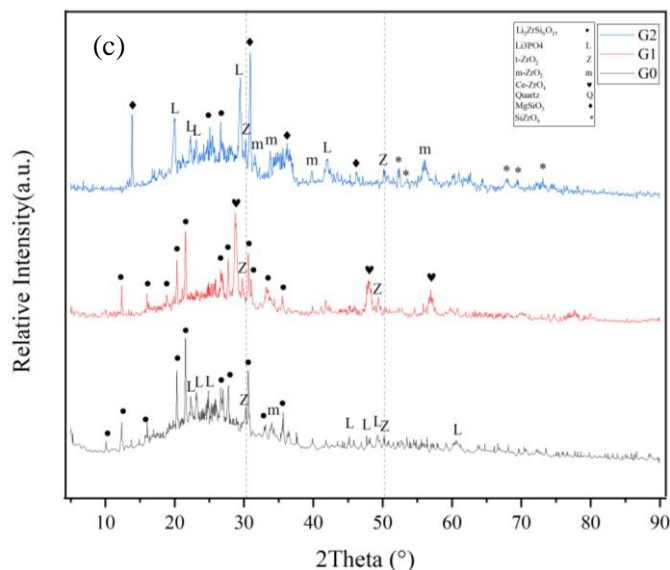 (c)
Li₂ZrSi₆O₁₅ •
Li3PO4 L
t-ZrO₂ Z
m-ZrO₂ m
Ce-ZrO₄ ♥
Quartz Q
MgSiO₃ ♦
SiZrO₄ *
G2
G1
G0
♦ L L L • • L Z ♦ m m ♦ m L ♦ Z * * m * * *
• • • • • • • ♥ Z • • • • ♥ Z ♥
• • • • • L L L • • Z • • m • L L L Z L
Relative Intensity(a.u.)
10 20 30 40 50 60 70 80 90
2Theta (°)